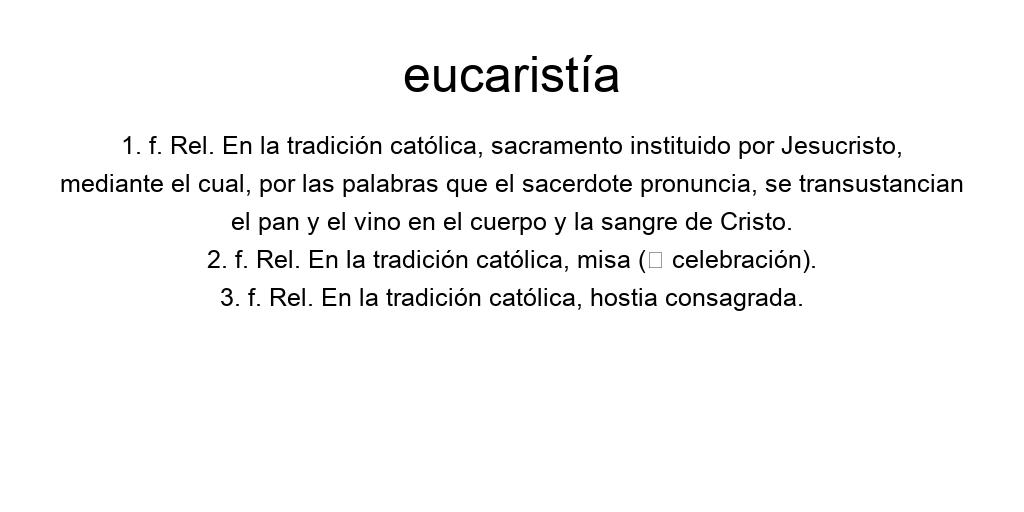 eucaristía
1. f. Rel. En la tradición católica, sacramento instituido por Jesucristo,
mediante el cual, por las palabras que el sacerdote pronuncia, se transustancian
el pan y el vino en el cuerpo y la sangre de Cristo.
2. f. Rel. En la tradición católica, misa (□ celebración).
3. f. Rel. En la tradición católica, hostia consagrada.